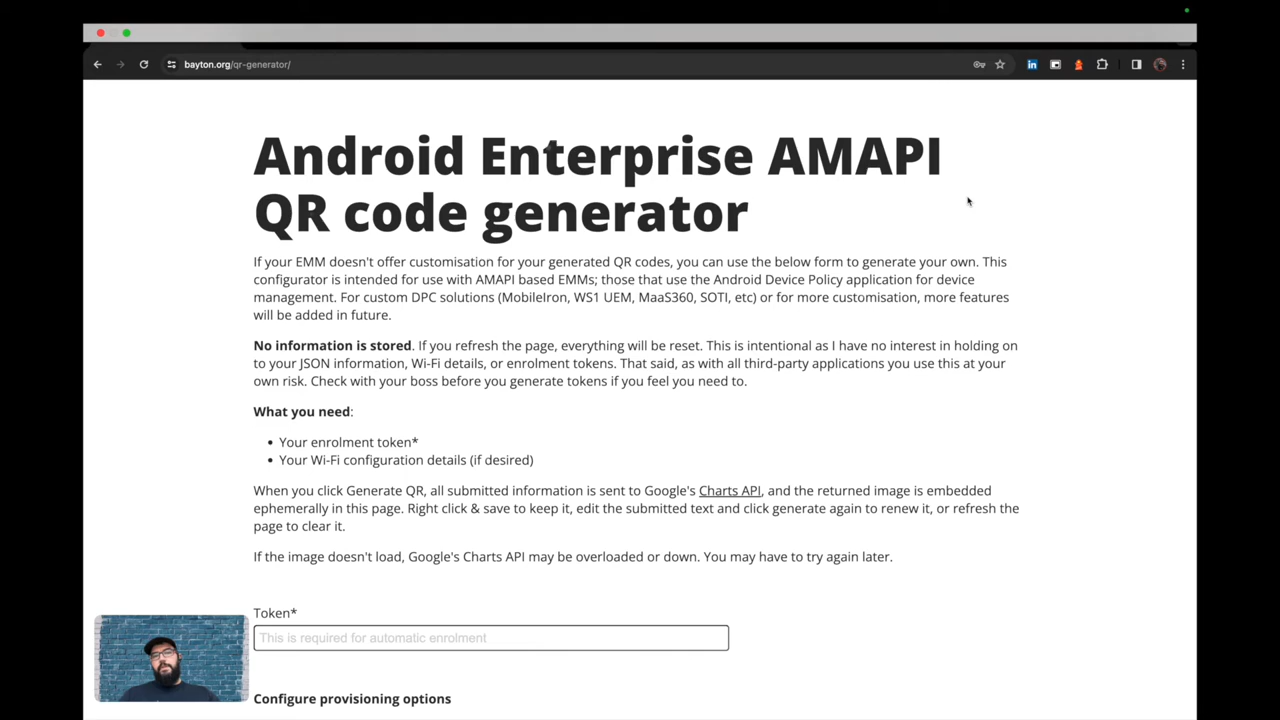 bayton.org/qr-generator/
Android Enterprise AMAPI
QR code generator
If your EMM doesn't offer customisation for your generated QR codes, you can use the below form to generate your own. This
configurator is intended for use with AMAPI based EMMs; those that use the Android Device Policy application for device
management. For custom DPC solutions (MobileIron, WS1 UEM, MaaS360, SOTI, etc) or for more customisation, more features
will be added in future.
No information is stored. If you refresh the page, everything will be reset. This is intentional as I have no interest in holding on
to your JSON information, Wi-Fi details, or enrolment tokens. That said, as with all third-party applications you use this at your
own risk. Check with your boss before you generate tokens if you feel you need to.
What you need:
• Your enrolment token*
• Your Wi-Fi configuration details (if desired)
When you click Generate QR, all submitted information is sent to Google's Charts API, and the returned image is embedded
ephemerally in this page. Right click & save to keep it, edit the submitted text and click generate again to renew it, or refresh the
page to clear it.
If the image doesn't load, Google's Charts API may be overloaded or down. You may have to try again later.
Token*
This is required for automatic enrolment
Configure provisioning options